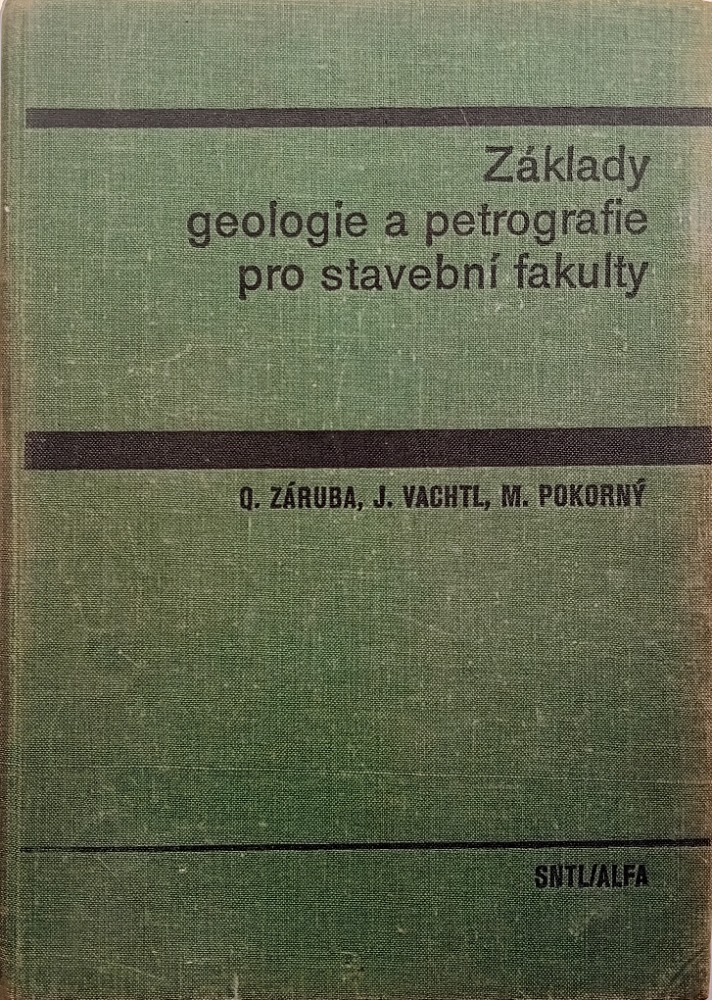 Základy
geologie a petrografie
pro stavební fakulty
Q. ZÁRUBA, J. VACHTL, M. POKORNÝ
SNTL/ALFA